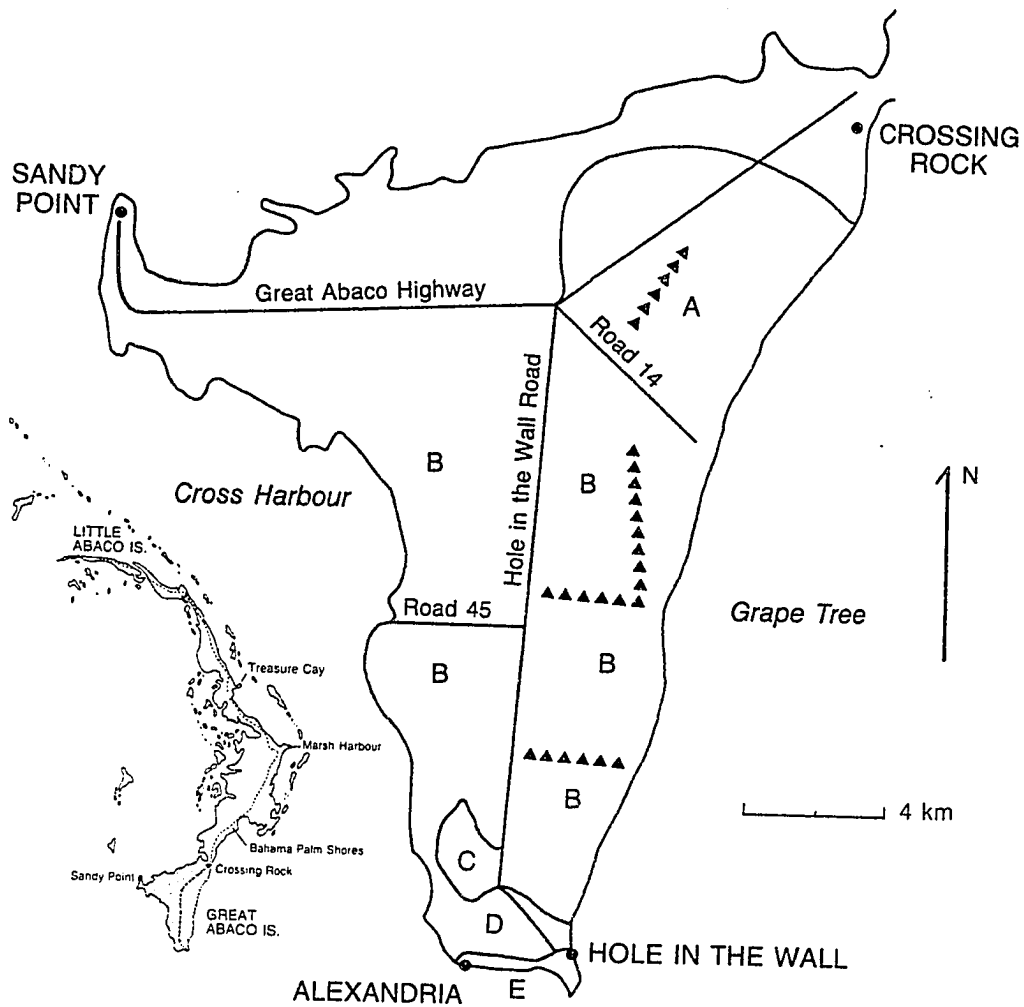 CROSSING
ROCK
SANDY
POINT
Great Abaco Highway
A
Road 14
Hole in the Wall Road
B
B
Cross Harbour
N
LITTLE
ABACO IS.
Road 45
Grape Tree
B
B
Treasure Cay
Marsh Harbour
B
4 km
Bahama Palm Shores
C
Crossing Rock
Sandy Point
GREAT
ABACO IS.
D
HOLE IN THE WALL
ALEXANDRIA
E